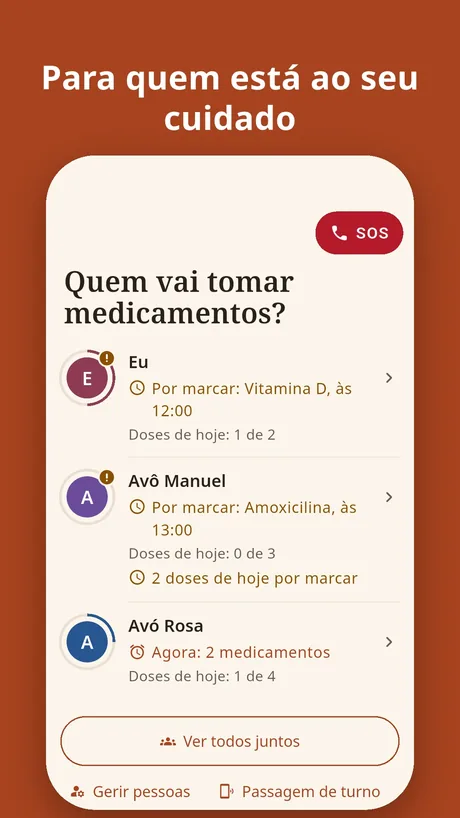 Para quem está ao seu
cuidado
SOS
Quem vai tomar
medicamentos?
E
!
Eu
Por marcar: Vitamina D, às
12:00
Doses de hoje: 1 de 2
A
!
Avô Manuel
Por marcar: Amoxicilina, às
13:00
Doses de hoje: 0 de 3
2 doses de hoje por marcar
A
Avó Rosa
Agora: 2 medicamentos
Doses de hoje: 1 de 4
Ver todos juntos
Gerir pessoas
Passagem de turno